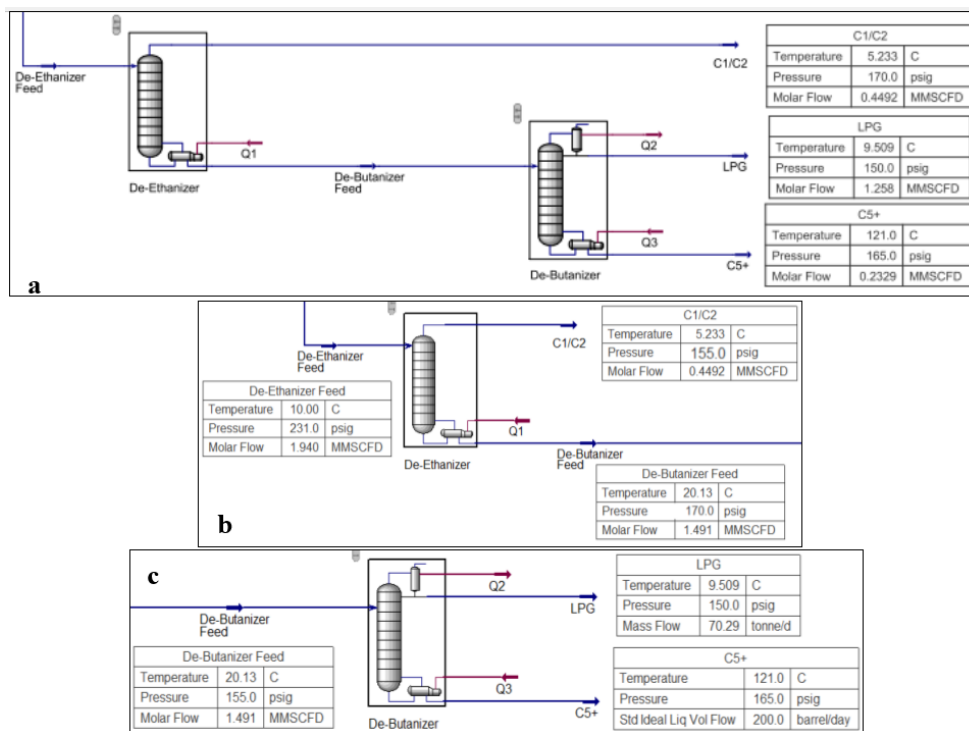 De-Ethanizer
Feed
De-Ethanizer
Q1
De-Butanizer
Feed
C1/C2
Q2
LPG
Q3
De-Butanizer
C5+
C1/C2
Temperature 5.233 C
Pressure 170.0 psig
Molar Flow 0.4492 MMSCFD
LPG
Temperature 9.509 C
Pressure 150.0 psig
Molar Flow 1.258 MMSCFD
C5+
Temperature 121.0 C
Pressure 165.0 psig
Molar Flow 0.2329 MMSCFD
a
De-Ethanizer
Feed
C1/C2
C1/C2
Temperature 5.233 C
Pressure 155.0 psig
Molar Flow 0.4492 MMSCFD
De-Ethanizer Feed
Temperature 10.00 C
Pressure 231.0 psig
Molar Flow 1.940 MMSCFD
Q1
De-Ethanizer
De-Butanizer
Feed
De-Butanizer Feed
Temperature 20.13 C
Pressure 170.0 psig
Molar Flow 1.491 MMSCFD
b
c
De-Butanizer
Feed
Q2
LPG
LPG
Temperature 9.509 C
Pressure 150.0 psig
Mass Flow 70.29 tonne/d
De-Butanizer Feed
Temperature 20.13 C
Pressure 155.0 psig
Molar Flow 1.491 MMSCFD
Q3
De-Butanizer
C5+
C5+
Temperature 121.0 C
Pressure 165.0 psig
Std Ideal Liq Vol Flow 200.0 barrel/day